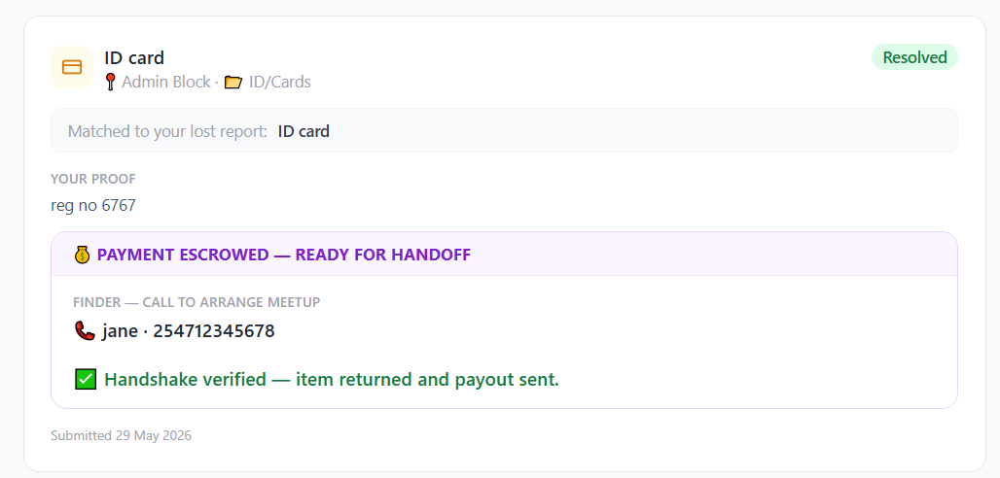 ID card
Resolved
📍 Admin Block · 📂 ID/Cards
Matched to your lost report: ID card
YOUR PROOF
reg no 6767
💰 PAYMENT ESCROWED — READY FOR HANDOFF
FINDER — CALL TO ARRANGE MEETUP
📞 jane · 254712345678
✅ Handshake verified — item returned and payout sent.
Submitted 29 May 2026